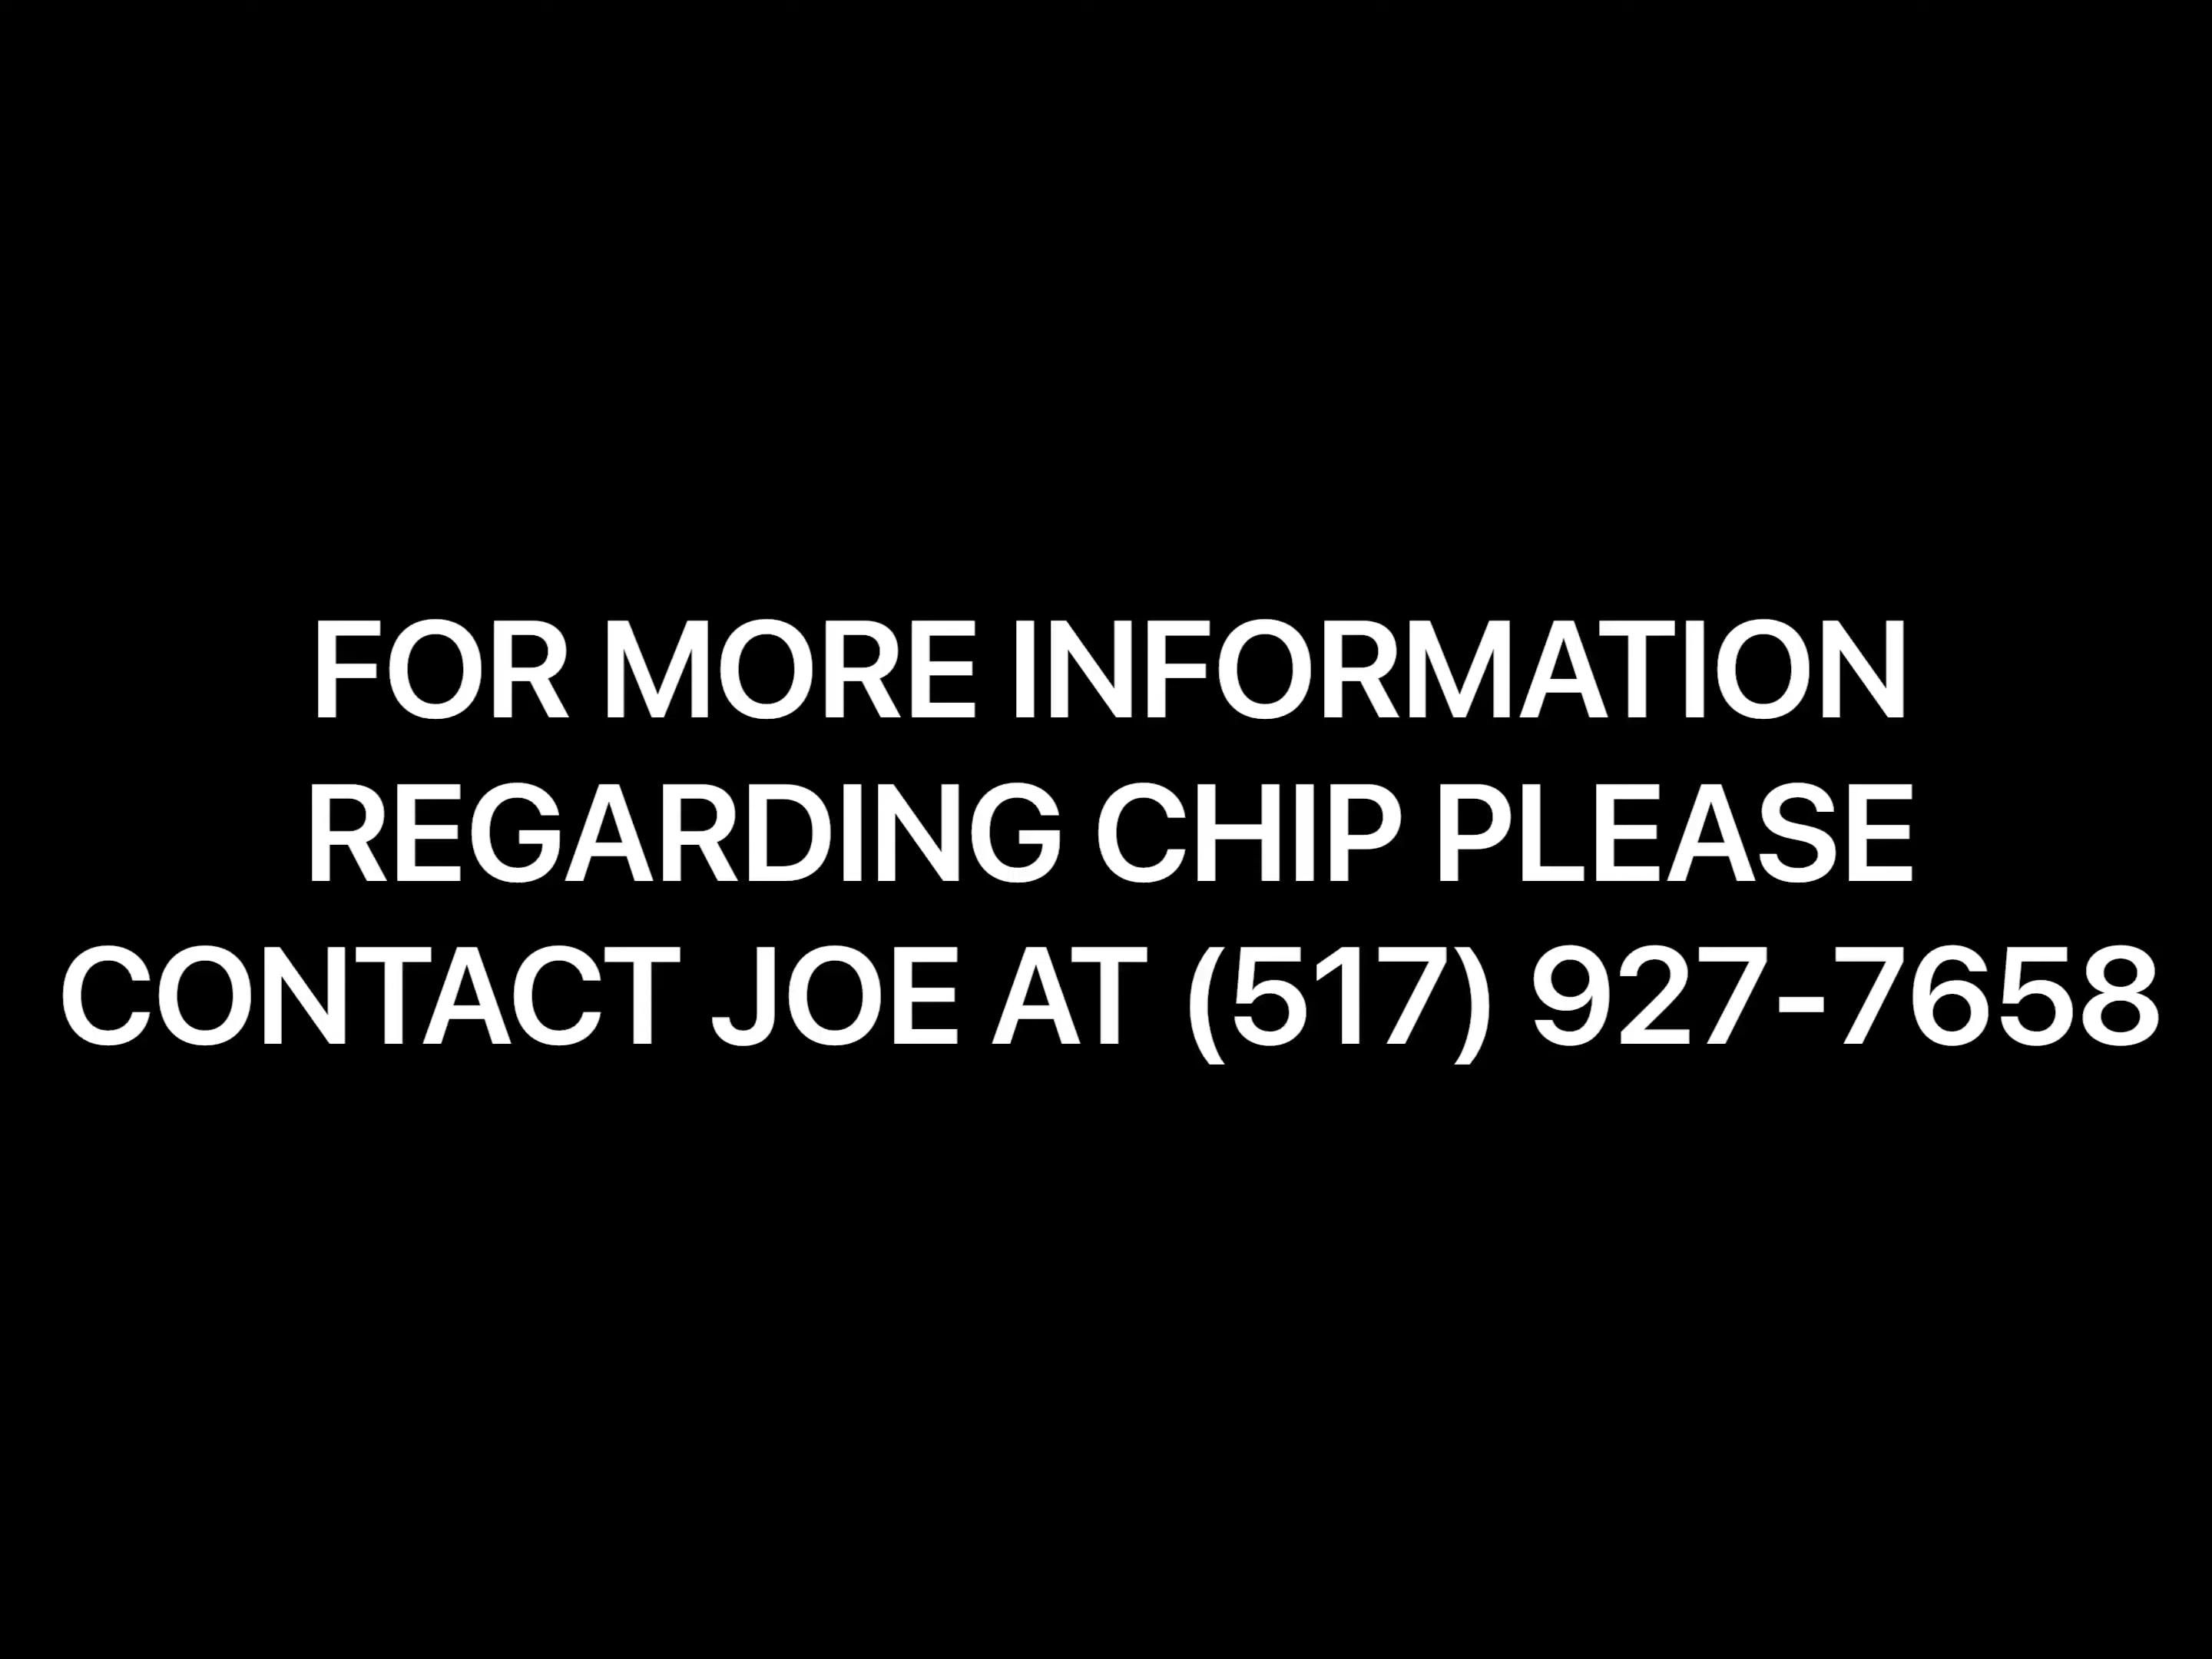 FOR MORE INFORMATION
REGARDING CHIP PLEASE
CONTACT JOE AT (517) 927-7658